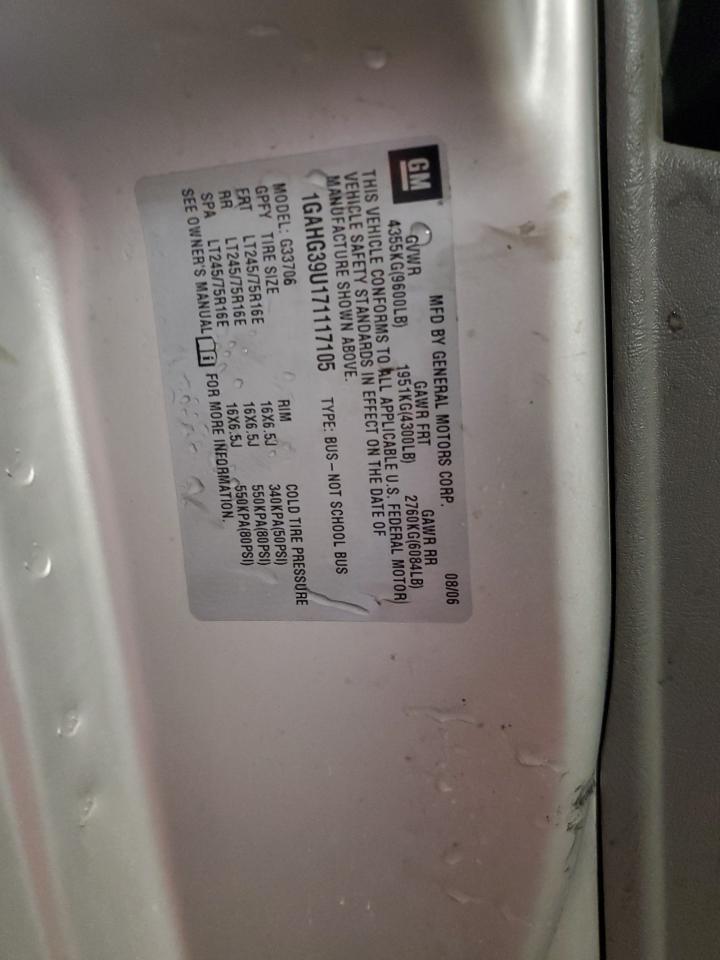 GM
MFD BY GENERAL MOTORS CORP. 08/06
GVWR GAWR FRT GAWR RR
4355KG(9600LB) 1951KG(4300LB) 2760KG(6084LB)
THIS VEHICLE CONFORMS TO ALL APPLICABLE U.S. FEDERAL MOTOR
VEHICLE SAFETY STANDARDS IN EFFECT ON THE DATE OF
MANUFACTURE SHOWN ABOVE.
1GAHG39U171117105 TYPE: BUS – NOT SCHOOL BUS
MODEL: G33706
GPFY TIRE SIZE RIM COLD TIRE PRESSURE
FRT LT245/75R16E 16X6.5J 340KPA(50PSI)
RR LT245/75R16E 16X6.5J 550KPA(80PSI)
SPA LT245/75R16E 16X6.5J 550KPA(80PSI)
SEE OWNER'S MANUAL i FOR MORE INFORMATION.